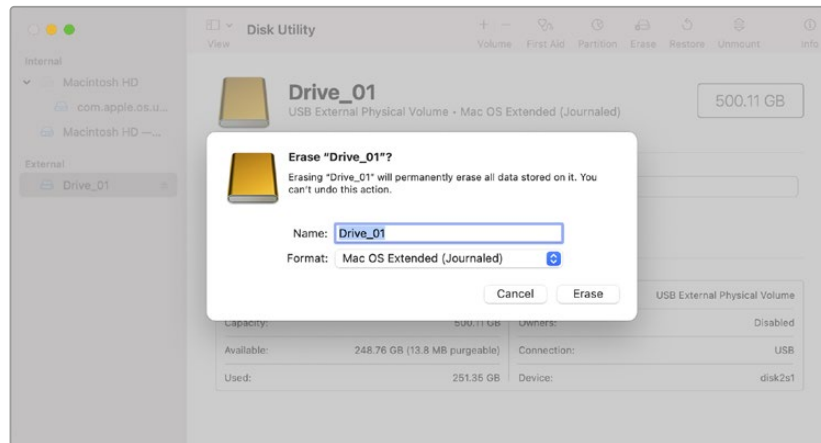 Disk Utility
View
Volume First Aid Partition Erase Restore Unmount Info
Internal
Macintosh HD
com.apple.os.u...
Macintosh HD —...
External
Drive_01
Drive_01
USB External Physical Volume • Mac OS Extended (Journaled)
500.11 GB
Erase “Drive_01”?
Erasing “Drive_01” will permanently erase all data stored on it. You
can’t undo this action.
Name: Drive_01
Format: Mac OS Extended (Journaled)
Cancel Erase
USB External Physical Volume
Capacity: 500.11 GB Owners: Disabled
Available: 248.76 GB (13.8 MB purgeable) Connection: USB
Used: 251.35 GB Device: disk2s1